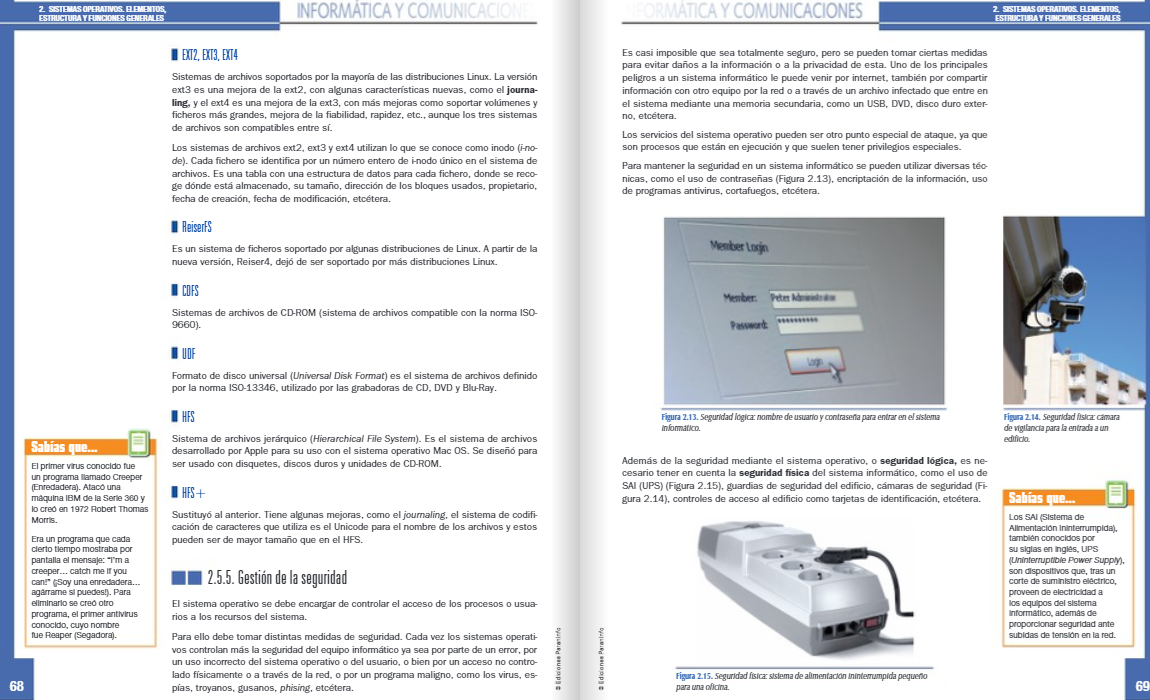 2. SISTEMAS OPERATIVOS. ELEMENTOS,
ESTRUCTURA Y FUNCIONES GENERALES
INFORMÁTICA Y COMUNICACIONES
EXT2, EXT3, EXT4
Sistemas de archivos soportados por la mayoría de las distribuciones Linux. La versión
ext3 es una mejora de la ext2, con algunas características nuevas, como el journa-
ling, y el ext4 es una mejora de la ext3, con más mejoras como soportar volúmenes y
ficheros más grandes, mejora de la fiabilidad, rapidez, etc., aunque los tres sistemas
de archivos son compatibles entre sí.
Los sistemas de archivos ext2, ext3 y ext4 utilizan lo que se conoce como inodo (i-no-
de). Cada fichero se identifica por un número entero de i-nodo único en el sistema de
archivos. Es una tabla con una estructura de datos para cada fichero, donde se reco-
ge dónde está almacenado, su tamaño, dirección de los bloques usados, propietario,
fecha de creación, fecha de modificación, etcétera.
ReiserFS
Es un sistema de ficheros soportado por algunas distribuciones de Linux. A partir de la
nueva versión, Reiser4, dejó de ser soportado por más distribuciones Linux.
CDFS
Sistemas de archivos de CD-ROM (sistema de archivos compatible con la norma ISO-
9660).
UDF
Formato de disco universal (Universal Disk Format) es el sistema de archivos definido
por la norma ISO-13346, utilizado por las grabadoras de CD, DVD y Blu-Ray.
HFS
Sistema de archivos jerárquico (Hierarchical File System). Es el sistema de archivos
desarrollado por Apple para su uso con el sistema operativo Mac OS. Se diseñó para
ser usado con disquetes, discos duros y unidades de CD-ROM.
HFS+
Sustituyó al anterior. Tiene algunas mejoras, como el journaling, el sistema de codifi-
cación de caracteres que utiliza es el Unicode para el nombre de los archivos y estos
pueden ser de mayor tamaño que en el HFS.
2.5.5. Gestión de la seguridad
El sistema operativo se debe encargar de controlar el acceso de los procesos o usua-
rios a los recursos del sistema.
Para ello debe tomar distintas medidas de seguridad. Cada vez los sistemas operati-
vos controlan más la seguridad del equipo informático ya sea por parte de un error, por
un uso incorrecto del sistema operativo o del usuario, o bien por un acceso no contro-
lado físicamente o a través de la red, o por un programa maligno, como los virus, es-
pías, troyanos, gusanos, phising, etcétera.
Sabías que...
El primer virus conocido fue
un programa llamado Creeper
(Enredadera). Atacó una
máquina IBM de la Serie 360 y
lo creó en 1972 Robert Thomas
Morris.
Era un programa que cada
cierto tiempo mostraba por
pantalla el mensaje: "I'm a
creeper... catch me if you
can!" (¡Soy una enredadera...
agárrame si puedes!). Para
eliminarlo se creó otro
programa, el primer antivirus
conocido, cuyo nombre
fue Reaper (Segadora).
© Ediciones Paraninfo
68
INFORMÁTICA Y COMUNICACIONES
2. SISTEMAS OPERATIVOS. ELEMENTOS,
ESTRUCTURA Y FUNCIONES GENERALES
Es casi imposible que sea totalmente seguro, pero se pueden tomar ciertas medidas
para evitar daños a la información o a la privacidad de esta. Uno de los principales
peligros a un sistema informático le puede venir por internet, también por compartir
información con otro equipo por la red o a través de un archivo infectado que entre en
el sistema mediante una memoria secundaria, como un USB, DVD, disco duro exter-
no, etcétera.
Los servicios del sistema operativo pueden ser otro punto especial de ataque, ya que
son procesos que están en ejecución y que suelen tener privilegios especiales.
Para mantener la seguridad en un sistema informático se pueden utilizar diversas téc-
nicas, como el uso de contraseñas (Figura 2.13), encriptación de la información, uso
de programas antivirus, cortafuegos, etcétera.
Member Login
Member: Peter Administrator
Password: **********
Login
Figura 2.13. Seguridad lógica: nombre de usuario y contraseña para entrar en el sistema
informático.
Figura 2.14. Seguridad física: cámara
de vigilancia para la entrada a un
edificio.
Además de la seguridad mediante el sistema operativo, o seguridad lógica, es ne-
cesario tener en cuenta la seguridad física del sistema informático, como el uso de
SAI (UPS) (Figura 2.15), guardias de seguridad del edificio, cámaras de seguridad (Fi-
gura 2.14), controles de acceso al edificio como tarjetas de identificación, etcétera.
Sabías que...
Los SAI (Sistema de
Alimentación Ininterrumpida),
también conocidos por
su siglas en inglés, UPS
(Uninterruptible Power Supply),
son dispositivos que, tras un
corte de suministro eléctrico,
proveen de electricidad a
los equipos del sistema
informático, además de
proporcionar seguridad ante
subidas de tensión en la red.
Figura 2.15. Seguridad física: sistema de alimentación ininterrumpida pequeño
para una oficina.
© Ediciones Paraninfo
69